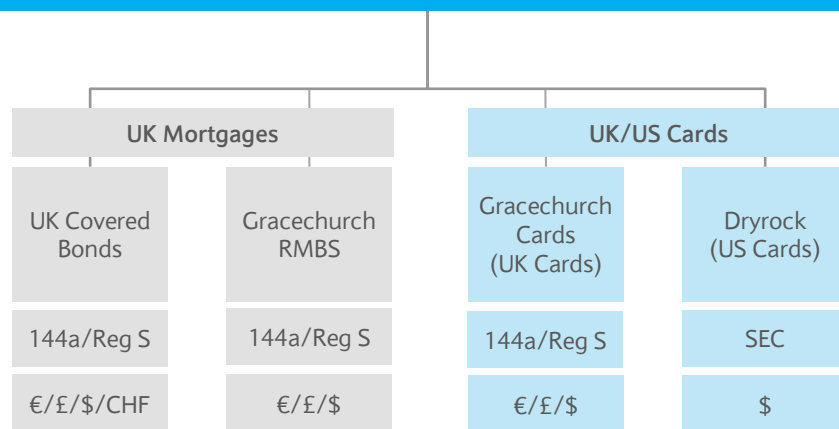 UK Mortgages
UK/US Cards
UK Covered
Bonds
Gracechurch
RMBS
Gracechurch
Cards
(UK Cards)
Dryrock
(US Cards)
144a/Reg S
144a/Reg S
144a/Reg S
SEC
€/£/$/CHF
€/£/$
€/£/$
$